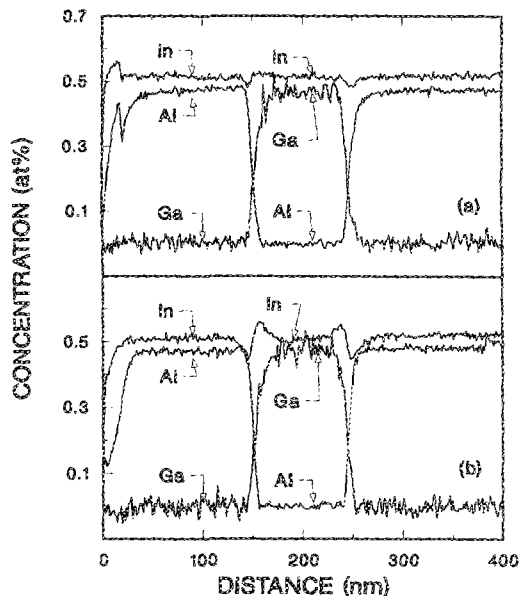 0.7
In
In
0.5
Al
Ga
0.3
Ga
Al
(a)
0.1
CONCENTRATION (at%)
In
In
0.5
Al
Ga
0.3
Ga
Al
(b)
0.1
0
100
200
300
400
DISTANCE (nm)